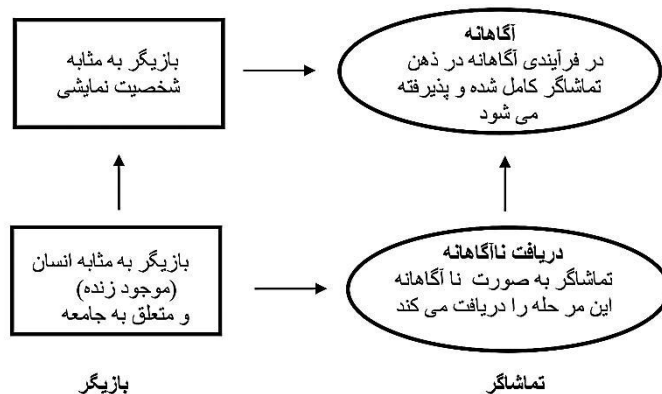 بازیگر به مثابه
شخصیت نمایشی
آگاهانه
در فرآیندی آگاهانه در ذهن
تماشاگر کامل شده و پذیرفته
می شود
بازیگر به مثابه انسان
(موجود زنده)
و متعلق به جامعه
دریافت ناآگاهانه
تماشاگر به صورت نا آگاهانه
این مر حله را دریافت می کند
بازیگر
تماشاگر